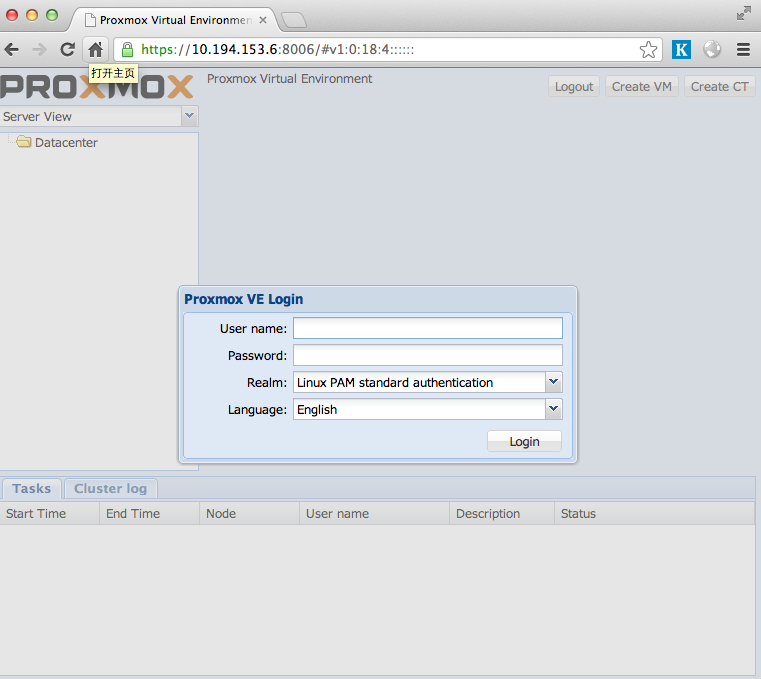 Proxmox Virtual Environmen
https://10.194.153.6:8006/#v1:0:18:4::::::
K
打开主页
PROXMOX
Proxmox Virtual Environment
Logout
Create VM
Create CT
Server View
Datacenter
Proxmox VE Login
User name:
Password:
Realm: Linux PAM standard authentication
Language: English
Login
Tasks Cluster log
Start Time End Time Node User name Description Status